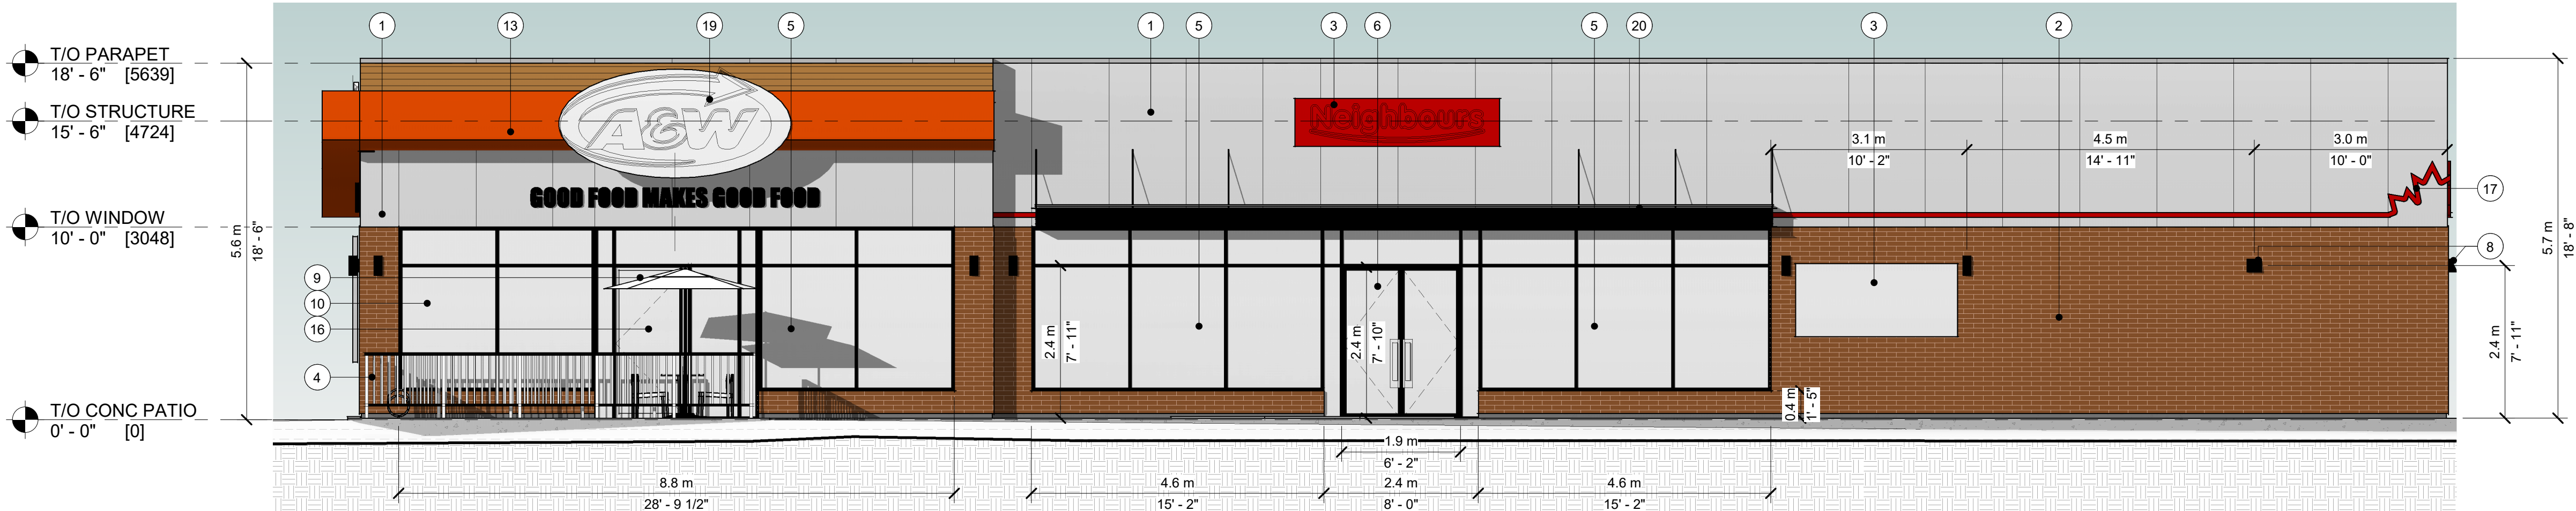 1
13
19
5
1
5
3
6
5
20
3
2
T/O PARAPET
18' - 6" [5639]
T/O STRUCTURE
15' - 6" [4724]
T/O WINDOW
10' - 0" [3048]
T/O CONC PATIO
0' - 0" [0]
5.6 m
18' - 6"
A&W
GOOD FOOD MAKES GOOD FOOD
Neighbours
3.1 m
10' - 2"
4.5 m
14' - 11"
3.0 m
10' - 0"
17
8
5.7 m
18' - 8"
9
10
16
4
2.4 m
7' - 11"
2.4 m
7' - 10"
0.4 m
1' - 5"
2.4 m
7' - 11"
1.9 m
6' - 2"
8.8 m
28' - 9 1/2"
4.6 m
15' - 2"
2.4 m
8' - 0"
4.6 m
15' - 2"